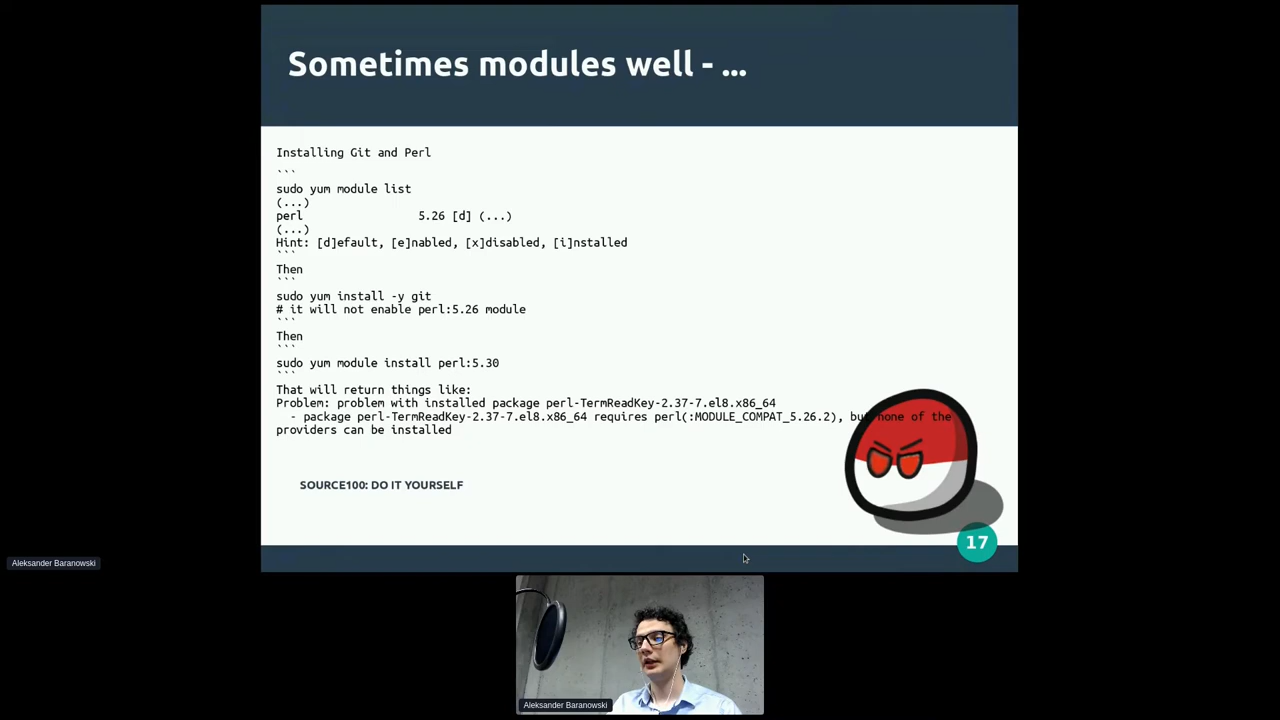 Sometimes modules well - ...
Installing Git and Perl
```
sudo yum module list
(...)
perl 5.26 [d] (...)
(...)
Hint: [d]efault, [e]nabled, [x]disabled, [i]nstalled
```
Then
```
sudo yum install -y git
# it will not enable perl:5.26 module
```
Then
```
sudo yum module install perl:5.30
```
That will return things like:
Problem: problem with installed package perl-TermReadKey-2.37-7.el8.x86_64
- package perl-TermReadKey-2.37-7.el8.x86_64 requires perl(:MODULE_COMPAT_5.26.2), but none of the
providers can be installed
SOURCE100: DO IT YOURSELF
17
Aleksander Baranowski
Aleksander Baranowski